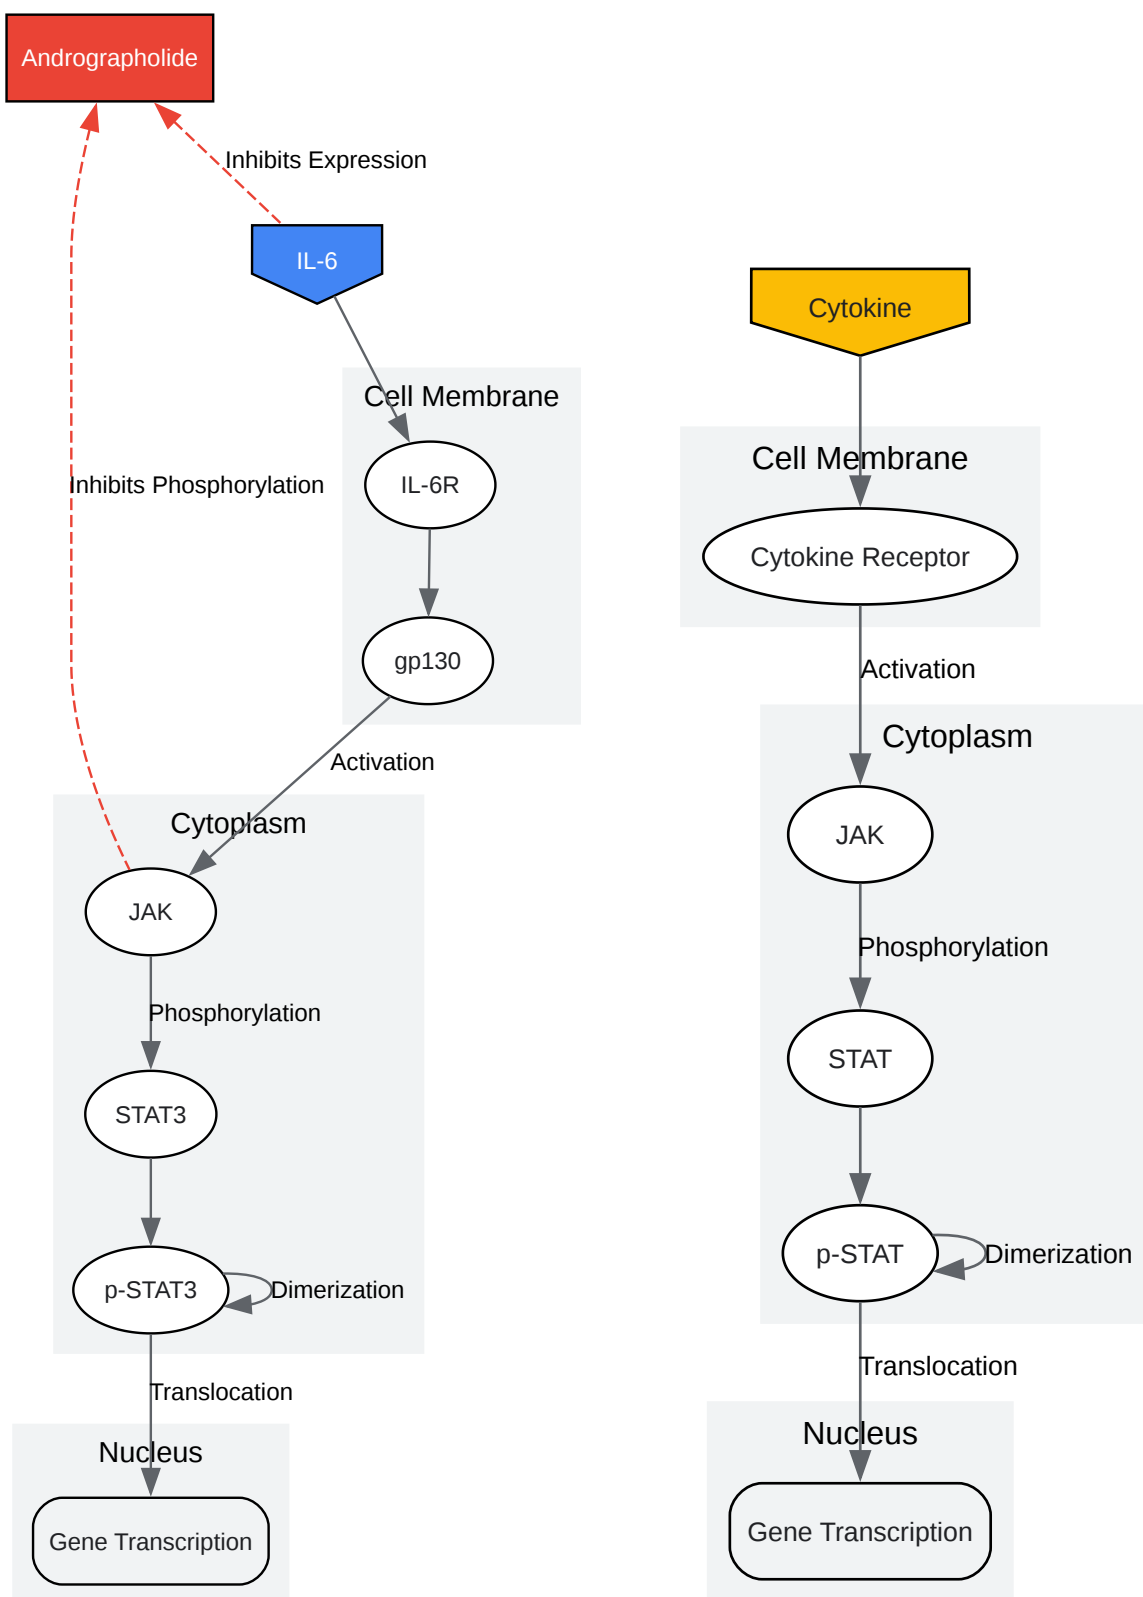 Andrographolide
Inhibits Expression
IL-6
Cell Membrane
IL-6R
Inhibits Phosphorylation
gp130
Activation
Cytoplasm
JAK
Phosphorylation
STAT3
p-STAT3
Dimerization
Translocation
Nucleus
Gene Transcription
Cytokine
Cell Membrane
Cytokine Receptor
Activation
Cytoplasm
JAK
Phosphorylation
STAT
p-STAT
Dimerization
Translocation
Nucleus
Gene Transcription